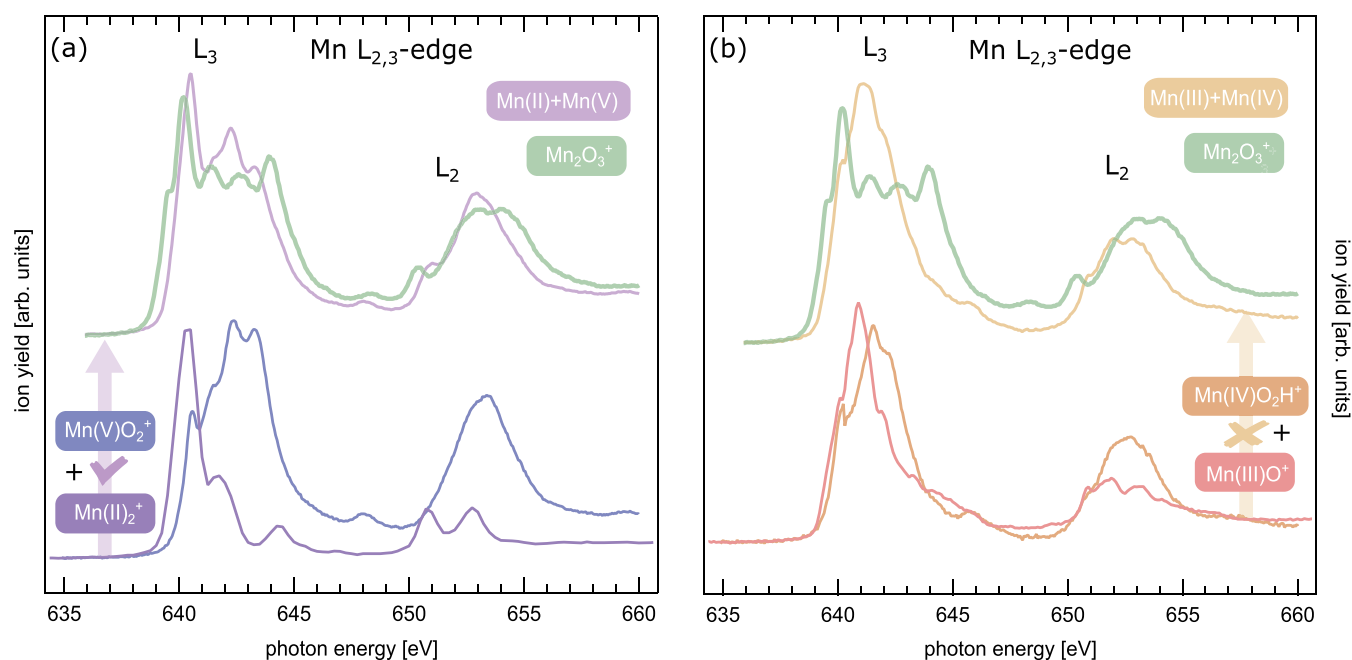 (a) L₃ Mn L₂,₃-edge
Mn(II)+Mn(V)
Mn₂O₃⁺
L₂
ion yield [arb. units]
Mn(V)O₂⁺
+
Mn(II)₂⁺
635 640 645 650 655 660
photon energy [eV]
(b) L₃ Mn L₂,₃-edge
Mn(III)+Mn(IV)
Mn₂O₃⁺
L₂
ion yield [arb. units]
Mn(IV)O₂H⁺
+
Mn(III)O⁺
635 640 645 650 655 660
photon energy [eV]